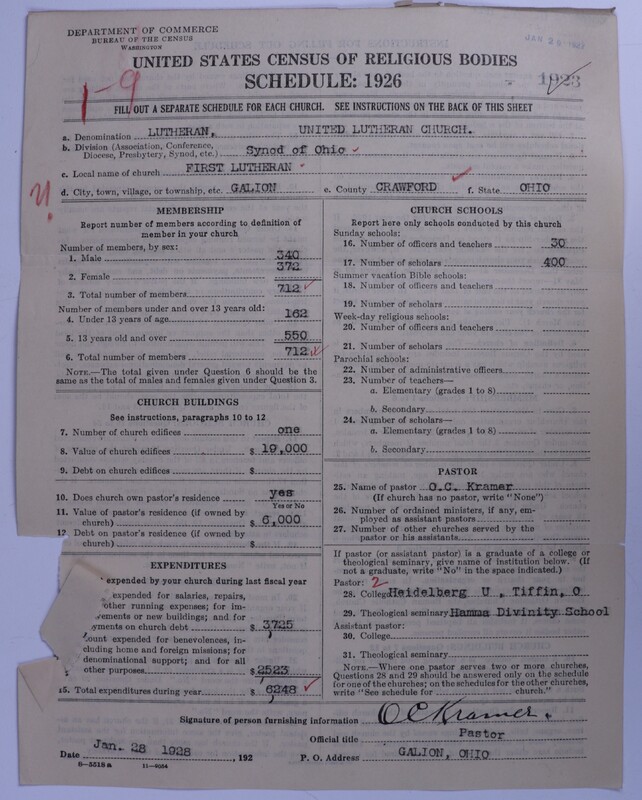 DEPARTMENT OF COMMERCE
BUREAU OF THE CENSUS
WASHINGTON
UNITED STATES CENSUS OF RELIGIOUS BODIES
SCHEDULE: 1926
1923
1-9
FILL OUT A SEPARATE SCHEDULE FOR EACH CHURCH. SEE INSTRUCTIONS ON THE BACK OF THIS SHEET
a. Denomination LUTHERAN, UNITED LUTHERAN CHURCH.
b. Division (Association, Conference, Diocese, Presbytery, Synod, etc.) Synod of Ohio
c. Local name of church FIRST LUTHERAN
d. City, town, village, or township, etc. GALION e. County CRAWFORD f. State OHIO
MEMBERSHIP
Report number of members according to definition of
member in your church
Number of members, by sex:
1. Male 340
2. Female 372
3. Total number of members 712
Number of members under and over 13 years old:
4. Under 13 years of age 162
5. 13 years old and over 550
6. Total number of members 712
NOTE.—The total given under Question 6 should be
same as the total of males and females given under Question 3.
CHURCH BUILDINGS
See instructions, paragraphs 10 to 12
7. Number of church edifices one
8. Value of church edifices $ 19,000
9. Debt on church edifices $
10. Does church own pastor's residence yes
Yes or No
11. Value of pastor's residence (if owned by
church) $ 6,000
12 Debt on pastor's residence (if owned by
church) $
EXPENDITURES
expended by your church during last fiscal year
expended for salaries, repairs,
other running expenses; for im-
ements or new buildings; and for
yments on church debt $ 3725
ount expended for benevolences, in-
cluding home and foreign missions; for
denominational support; and for all
other purposes $ 2523
15. Total expenditures during year $ 6248
CHURCH SCHOOLS
Report here only schools conducted by this church
Sunday schools:
16. Number of officers and teachers 30
17. Number of scholars 400
Summer vacation Bible schools:
18. Number of officers and teachers
19. Number of scholars
Week-day religious schools:
20. Number of officers and teachers
21. Number of scholars
Parochial schools:
22. Number of administrative officers
23. Number of teachers—
a. Elementary (grades 1 to 8)
b. Secondary
24. Number of scholars—
a. Elementary (grades 1 to 8)
b. Secondary
PASTOR
25. Name of pastor O.C. Kramer
(If church has no pastor, write "None")
26. Number of ordained ministers, if any, em-
ployed as assistant pastors
27. Number of other churches served by the
pastor or his assistants
If pastor (or assistant pastor) is a graduate of a college or
theological seminary, give name of institution below. (If
not a graduate, write "No" in the space indicated.)
Pastor: 2
28. College Heidelberg U , Tiffin, O
29. Theological seminary Hamma Divinity School
Assistant pastor:
30. College
31. Theological seminary
NOTE.—Where one pastor serves two or more churches,
Questions 28 and 29 should be answered only on the schedule
for one of the churches; on the schedules for the other churches,
write "See schedule for church."
Signature of person furnishing information O C Kramer.
Official title Pastor
Date Jan. 28 1928 , 192 P. O. Address GALION, OHIO
8-5518a 11-9034